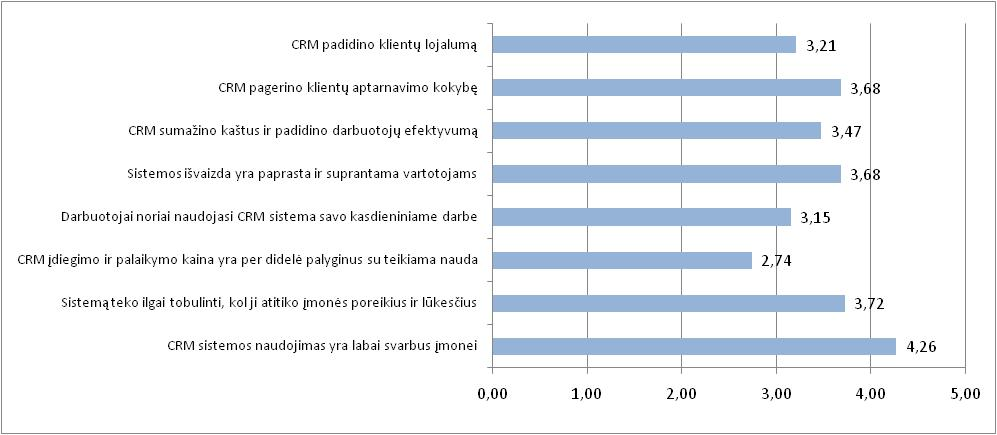 CRM padidino klientų lojalumą
3,21
CRM pagerino klientų aptarnavimo kokybę
3,68
CRM sumažino kaštus ir padidino darbuotojų efektyvumą
3,47
Sistemos išvaizda yra paprasta ir suprantama vartotojams
3,68
Darbuotojai noriai naudojasi CRM sistema savo kasdieniniame darbe
3,15
CRM įdiegimo ir palaikymo kaina yra per didelė palyginus su teikiama nauda
2,74
Sistemą teko ilgai tobulinti, kol ji atitiko įmonės poreikius ir lūkesčius
3,72
CRM sistemos naudojimas yra labai svarbus įmonei
4,26
0,00 1,00 2,00 3,00 4,00 5,00